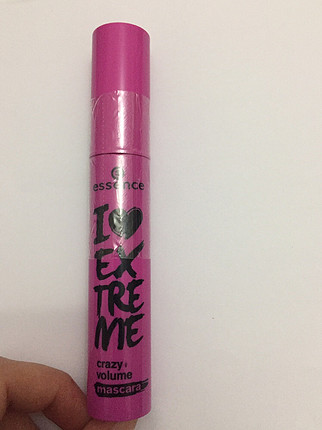 essence
I ♥
EX
TRE
ME
crazy
volume
mascara